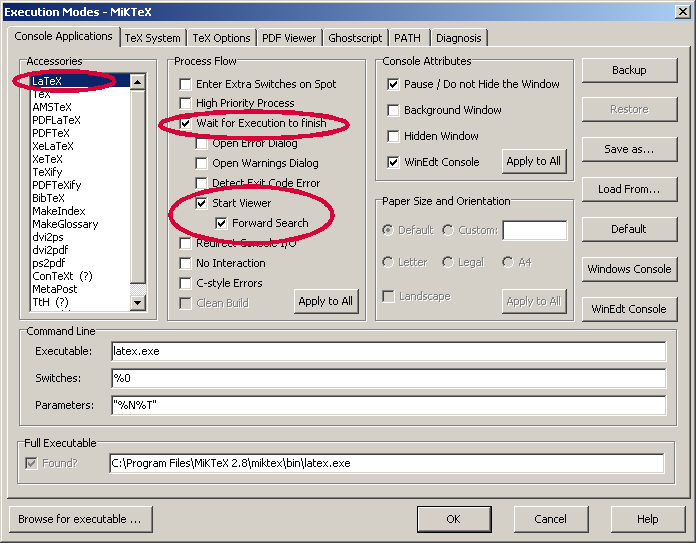 Execution Modes - MiKTeX
Console Applications
TeX System
TeX Options
PDF Viewer
Ghostscript
PATH
Diagnosis
Accessories
LaTeX
TeX
AMSTeX
PDFLaTeX
PDFTeX
XeLaTeX
XeTeX
TeXify
PDFTeXify
BibTeX
MakeIndex
MakeGlossary
dvi2ps
dvi2pdf
ps2pdf
ConTeXt (?)
MetaPost
TtH (?)
Process Flow
Enter Extra Switches on Spot
High Priority Process
Wait for Execution to finish
Open Error Dialog
Open Warnings Dialog
Detect Exit Code Error
Start Viewer
Forward Search
Redirect Console I/O
No Interaction
C-style Errors
Clean Build
Apply to All
Console Attributes
Pause / Do not Hide the Window
Background Window
Hidden Window
WinEdt Console
Apply to All
Paper Size and Orientation
Default
Custom:
Letter
Legal
A4
Landscape
Apply to All
Backup
Restore
Save as...
Load From...
Default
Windows Console
WinEdt Console
Command Line
Executable:
latex.exe
Switches:
%O
Parameters:
"%N%T"
Full Executable
Found?
C:\Program Files\MiKTeX 2.8\miktex\bin\latex.exe
Browse for executable ...
OK
Cancel
Help